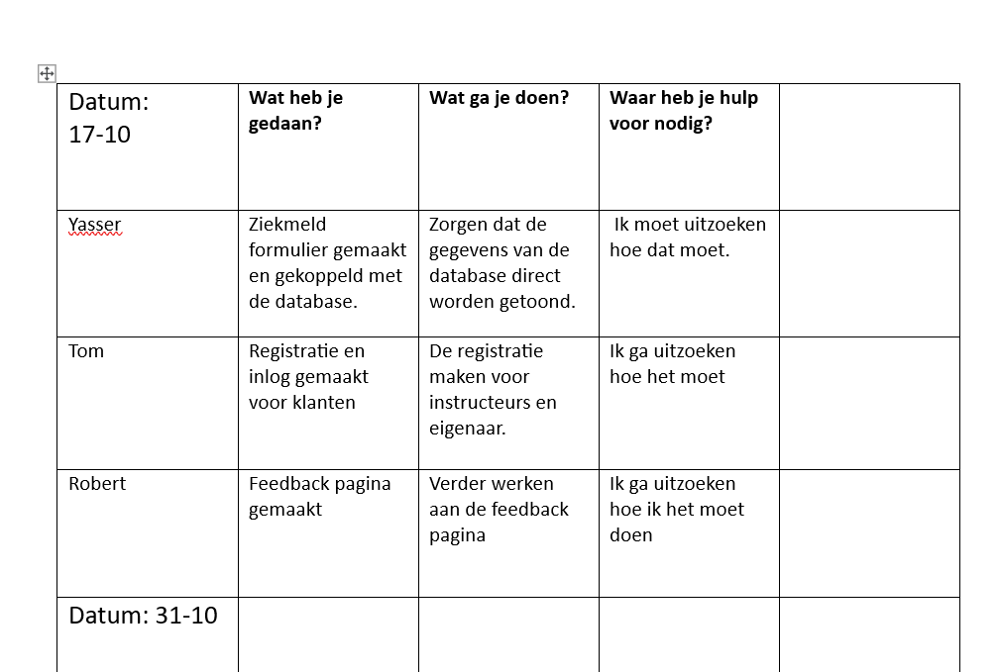 Datum:
17-10
Wat heb je
gedaan?
Wat ga je doen?
Waar heb je hulp
voor nodig?
Yasser
Ziekmeld
formulier gemaakt
en gekoppeld met
de database.
Zorgen dat de
gegevens van de
database direct
worden getoond.
Ik moet uitzoeken
hoe dat moet.
Tom
Registratie en
inlog gemaakt
voor klanten
De registratie
maken voor
instructeurs en
eigenaar.
Ik ga uitzoeken
hoe het moet
Robert
Feedback pagina
gemaakt
Verder werken
aan de feedback
pagina
Ik ga uitzoeken
hoe ik het moet
doen
Datum: 31-10